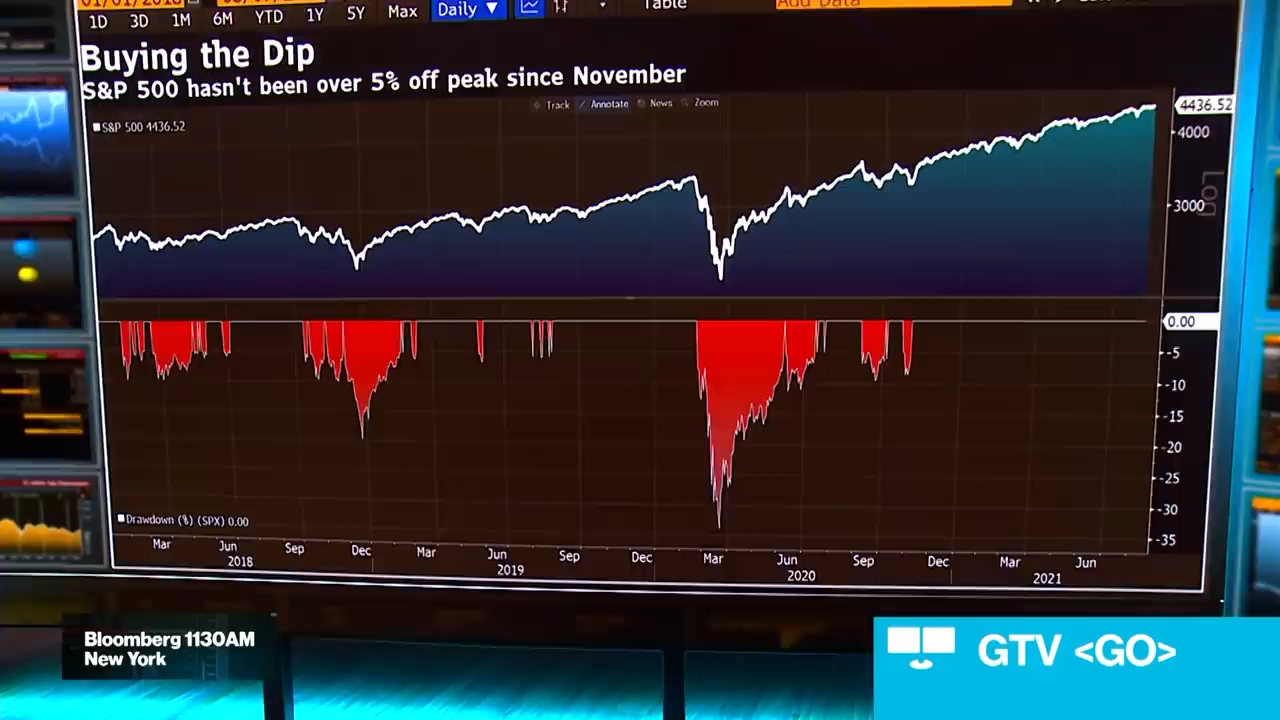 1D 3D 1M 6M YTD 1Y 5Y Max Daily ▼ Table
Add Data
Buying the Dip
S&P 500 hasn't been over 5% off peak since November
Track Annotate News Zoom
S&P 500 4436.52
4436.52
4000
Log
3000
0.00
-5
-10
-15
-20
-25
-30
-35
Drawdown (%) (SPX) 0.00
Mar Jun Sep Dec Mar Jun Sep Dec Mar Jun Sep Dec Mar Jun
2018 2019 2020 2021
Bloomberg 1130AM
New York
GTV <GO>